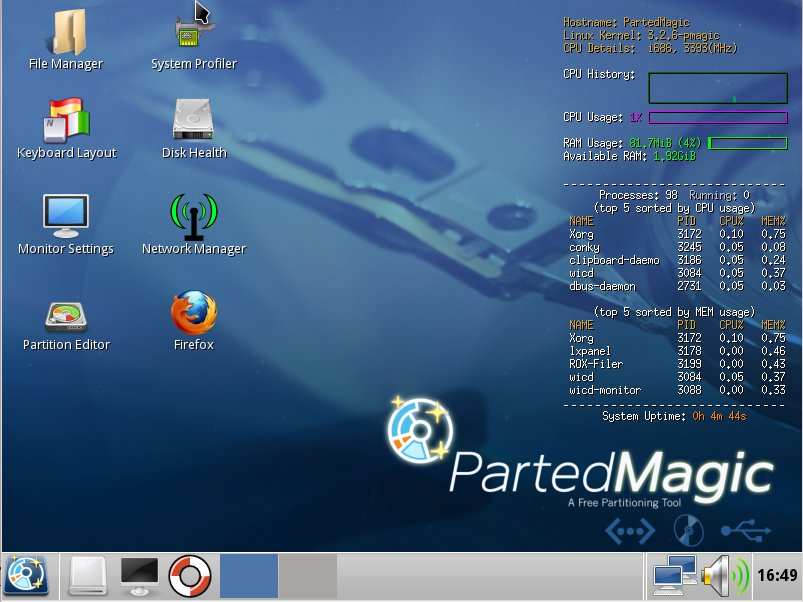 File Manager
System Profiler
Keyboard Layout
N
Disk Health
Monitor Settings
Network Manager
Partition Editor
Firefox
Hostname: PartedMagic
Linux Kernel: 3.2.6-pmagic
CPU Details: i686, 3393(MHz)
CPU History:
CPU Usage: 1%
RAM Usage: 81.7MiB (4%)
Available RAM: 1.92GiB
Processes: 98 Running: 0
(top 5 sorted by CPU usage)
NAME PID CPU% MEM%
Xorg 3172 0.10 0.75
conky 3245 0.05 0.08
clipboard-daemo 3186 0.05 0.24
wicd 3084 0.05 0.37
dbus-daemon 2731 0.05 0.03
(top 5 sorted by MEM usage)
NAME PID CPU% MEM%
Xorg 3172 0.10 0.75
lxpanel 3178 0.00 0.46
ROX-Filer 3199 0.00 0.43
wicd 3084 0.05 0.37
wicd-monitor 3088 0.00 0.33
System Uptime: 0h 4m 44s
PartedMagic
A Free Partitioning Tool
16:49